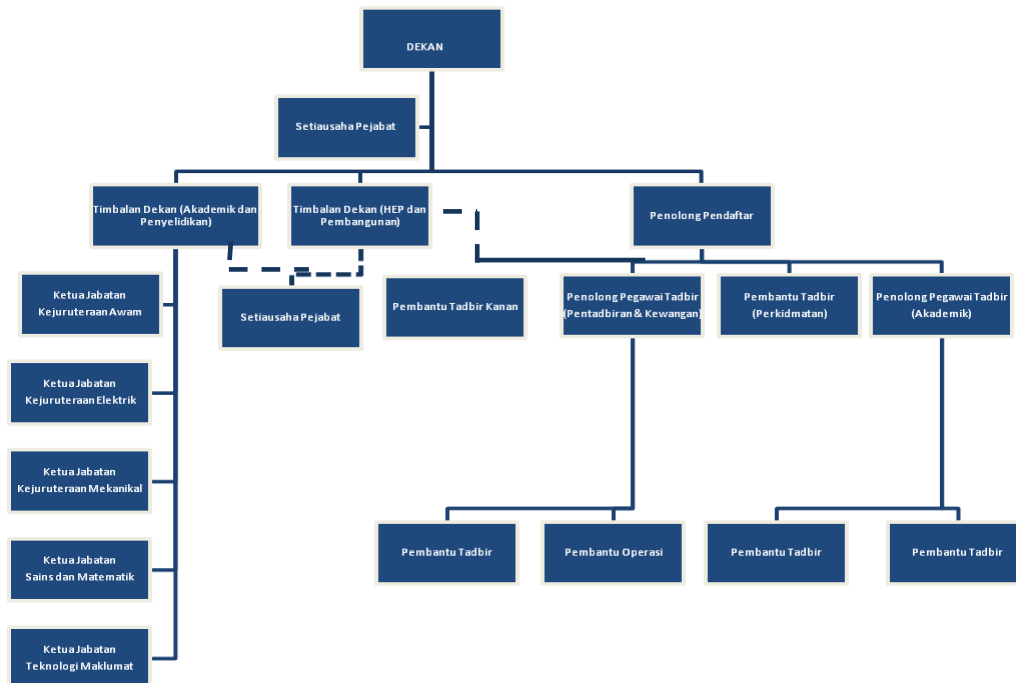 DEKAN
Setiausaha Pejabat
Timbalan Dekan (Akademik dan
Penyelidikan)
Timbalan Dekan (HEP dan
Pembangunan)
Penolong Pendaftar
Ketua Jabatan
Kejuruteraan Awam
Setiausaha Pejabat
Pembantu Tadbir Kanan
Penolong Pegawai Tadbir
(Pentadbiran & Kewangan)
Pembantu Tadbir
(Perkidmatan)
Penolong Pegawai Tadbir
(Akademik)
Ketua Jabatan
Kejuruteraan Elektrik
Ketua Jabatan
Kejuruteraan Mekanikal
Ketua Jabatan
Sains dan Matematik
Pembantu Tadbir
Pembantu Operasi
Pembantu Tadbir
Pembantu Tadbir
Ketua Jabatan
Teknologi Maklumat